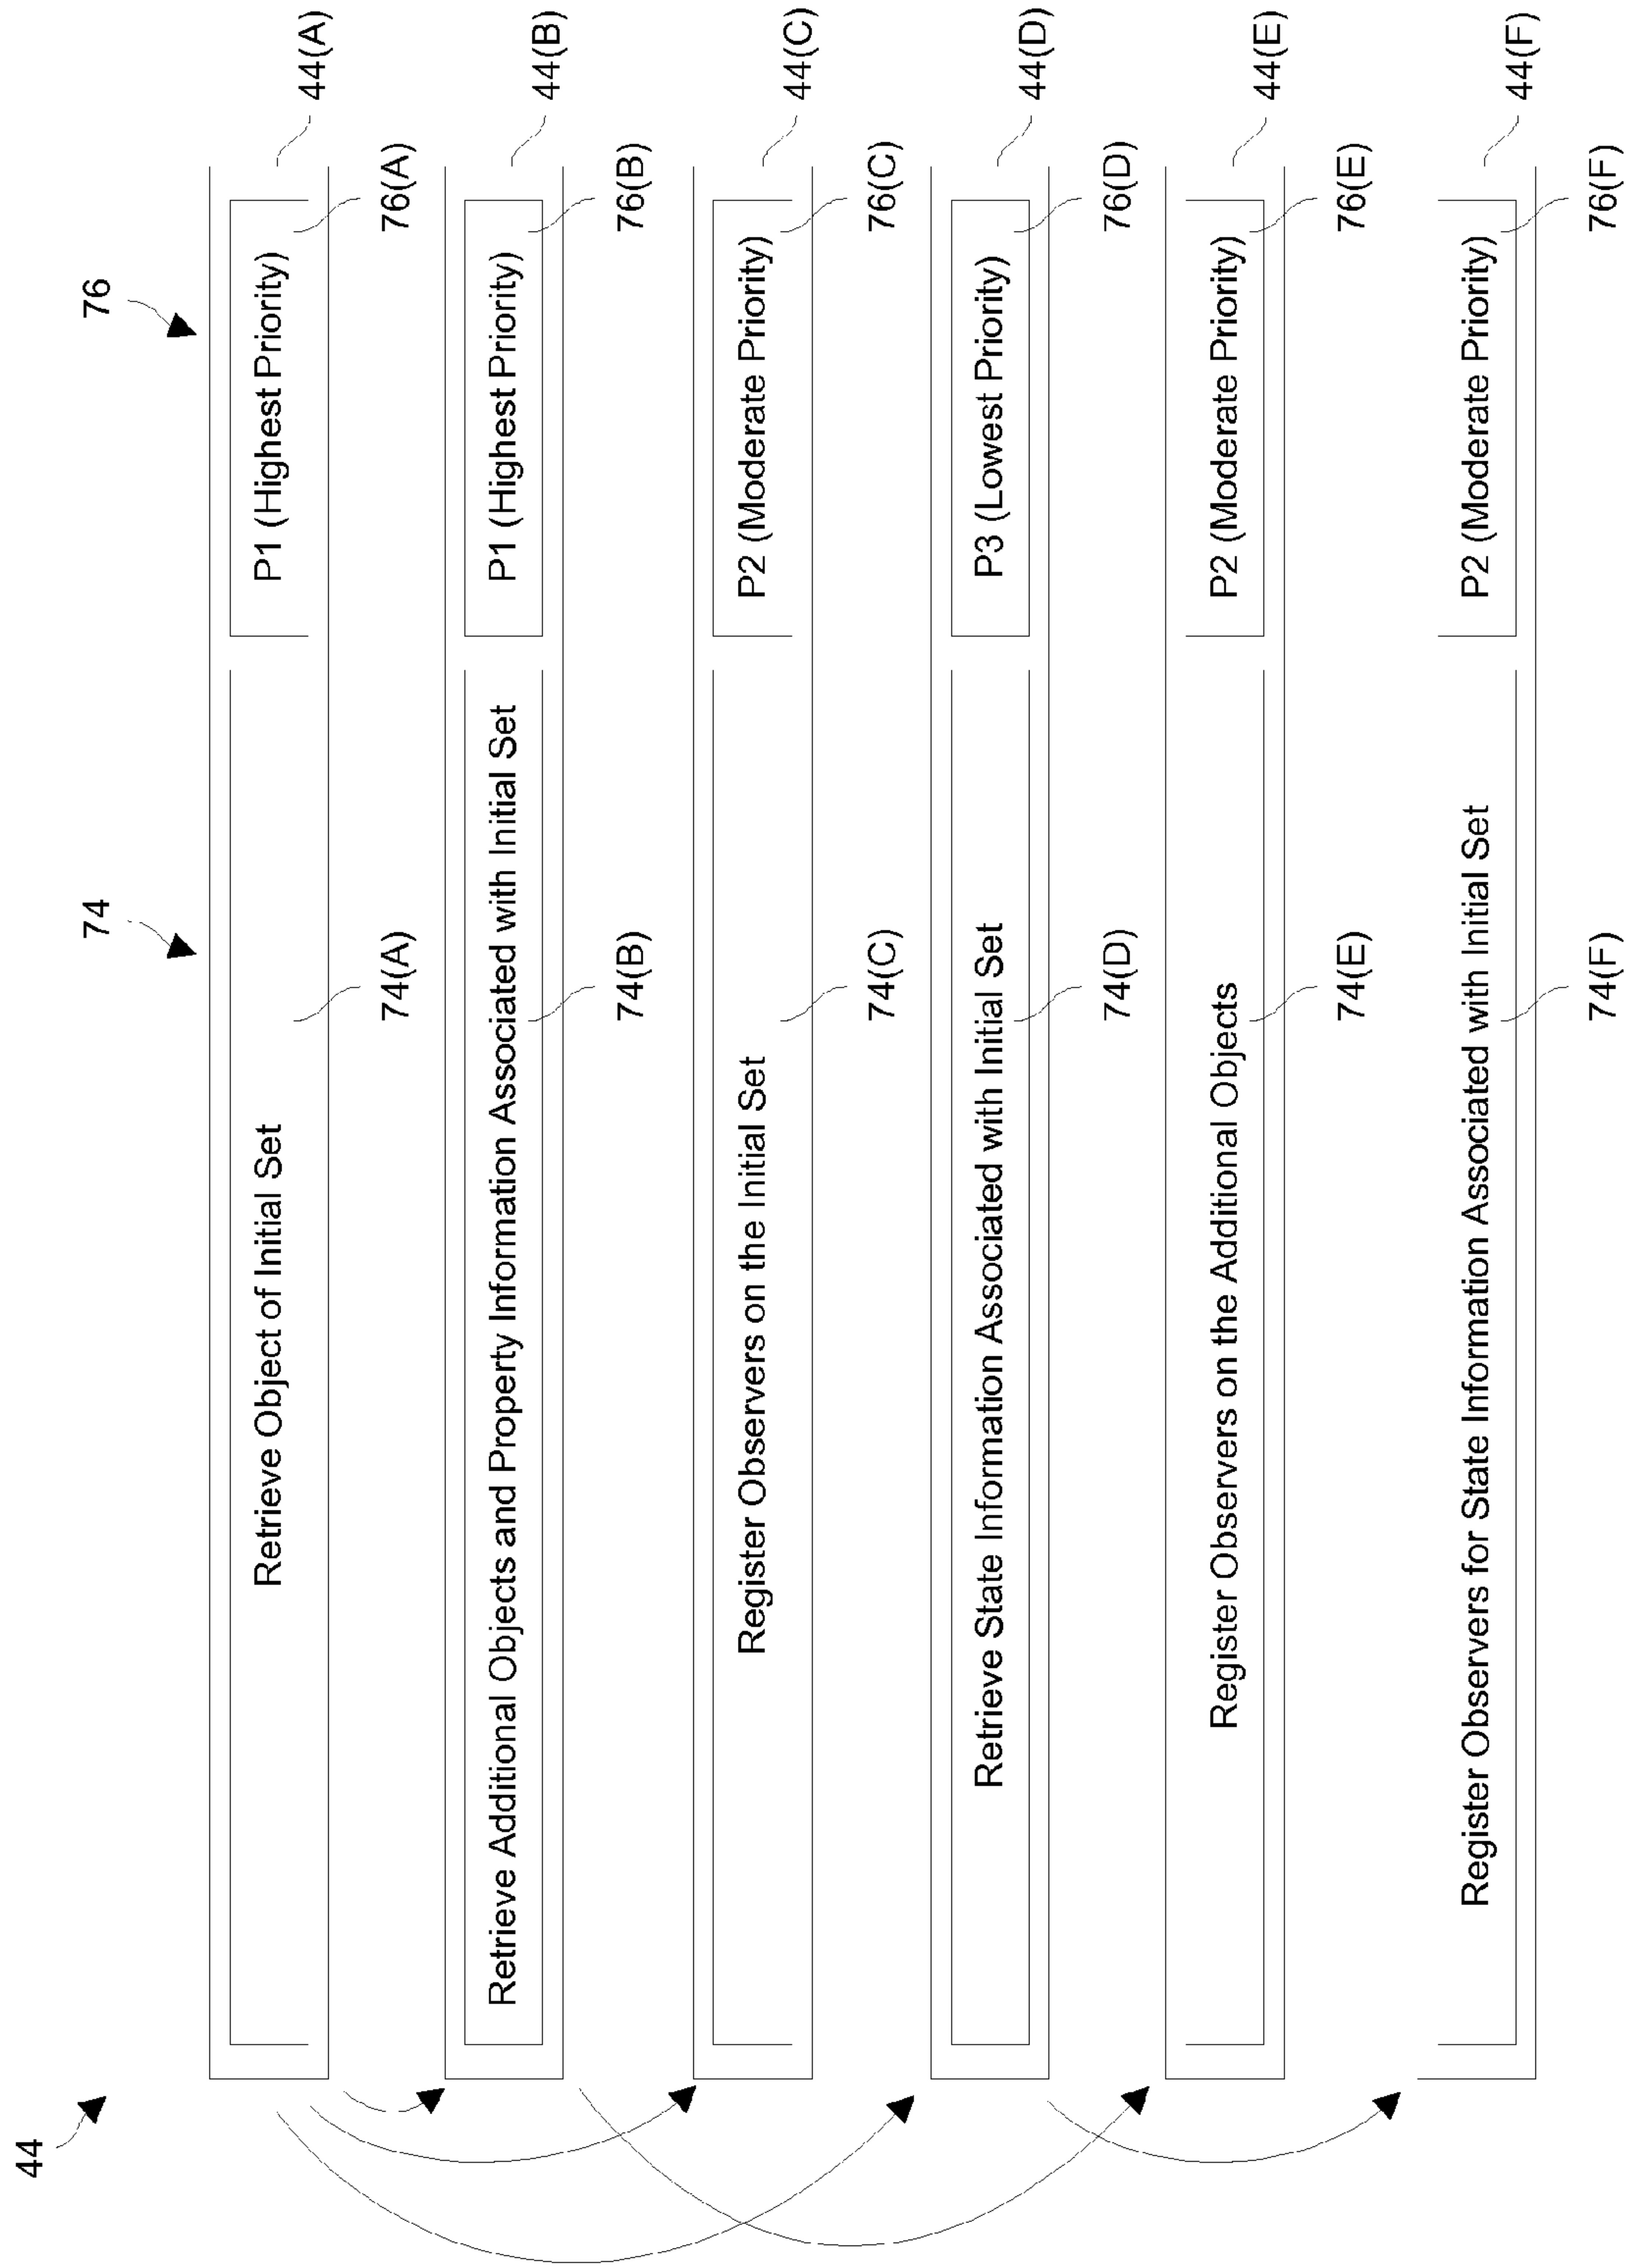 44
74
76
Retrieve Object of Initial Set
P1 (Highest Priority)
44(A)
74(A)
76(A)
Retrieve Additional Objects and Property Information Associated with Initial Set
P1 (Highest Priority)
44(B)
74(B)
76(B)
Register Observers on the Initial Set
P2 (Moderate Priority)
44(C)
74(C)
76(C)
Retrieve State Information Associated with Initial Set
P3 (Lowest Priority)
44(D)
74(D)
76(D)
Register Observers on the Additional Objects
P2 (Moderate Priority)
44(E)
74(E)
76(E)
Register Observers for State Information Associated with Initial Set
P2 (Moderate Priority)
44(F)
74(F)
76(F)